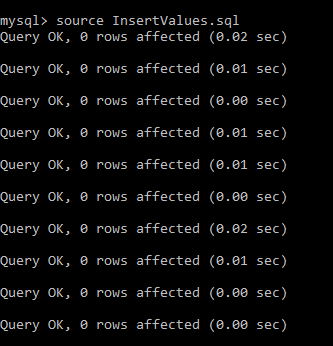 mysql> source InsertValues.sql
Query OK, 0 rows affected (0.02 sec)
Query OK, 0 rows affected (0.01 sec)
Query OK, 0 rows affected (0.00 sec)
Query OK, 0 rows affected (0.01 sec)
Query OK, 0 rows affected (0.01 sec)
Query OK, 0 rows affected (0.00 sec)
Query OK, 0 rows affected (0.02 sec)
Query OK, 0 rows affected (0.01 sec)
Query OK, 0 rows affected (0.00 sec)
Query OK, 0 rows affected (0.00 sec)